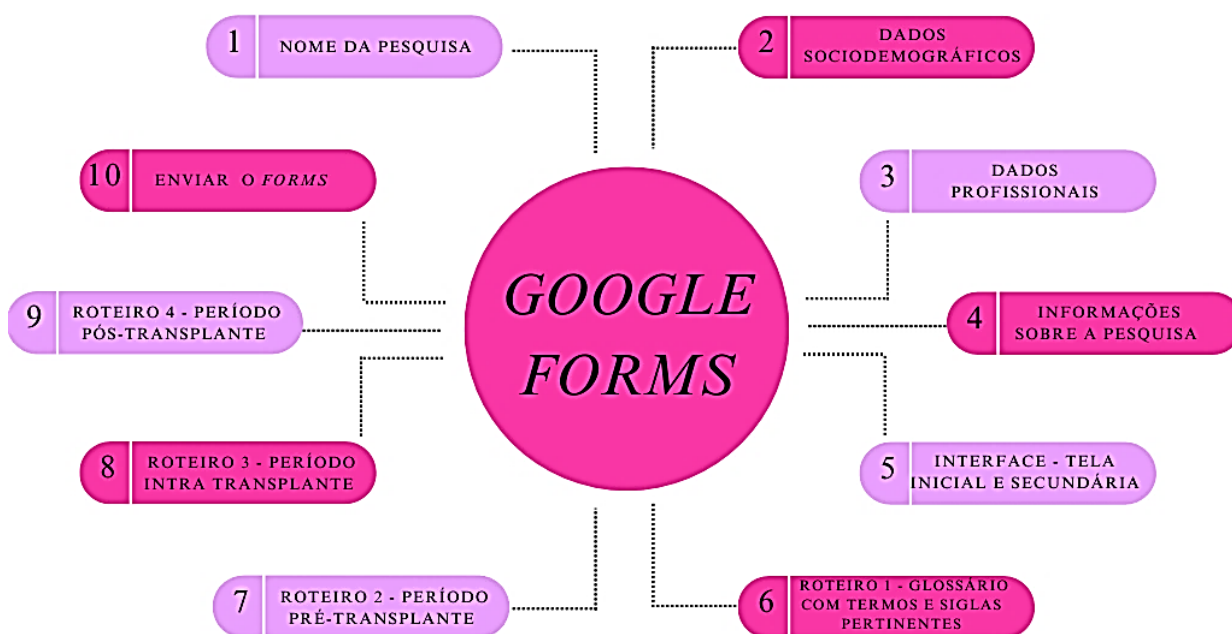 1
NOME DA PESQUISA
2
DADOS
SOCIODEMOGRÁFICOS
3
DADOS
PROFISSIONAIS
4
INFORMAÇÕES
SOBRE A PESQUISA
5
INTERFACE - TELA
INICIAL E SECUNDÁRIA
6
ROTEIRO 1 - GLOSSÁRIO
COM TERMOS E SIGLAS
PERTINENTES
7
ROTEIRO 2 - PERÍODO
PRÉ-TRANSPLANTE
8
ROTEIRO 3 - PERÍODO
INTRA TRANSPLANTE
9
ROTEIRO 4 - PERÍODO
PÓS-TRANSPLANTE
10
ENVIAR O FORMS
GOOGLE
FORMS